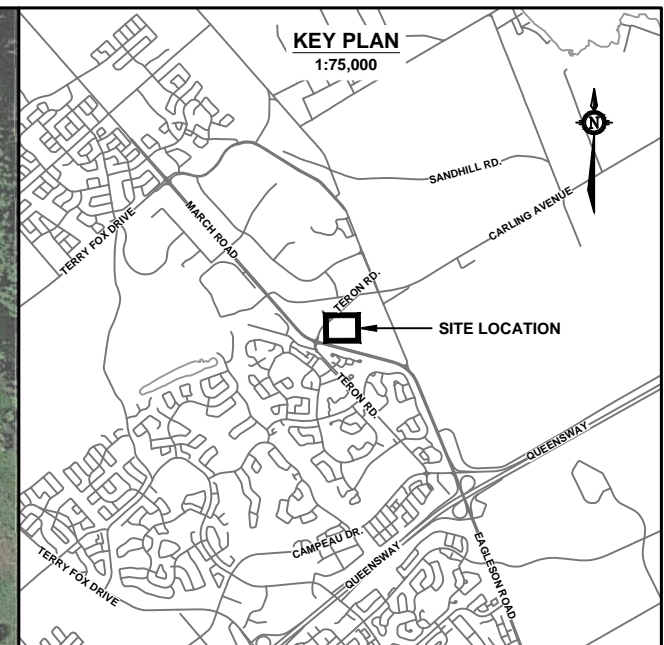 KEY PLAN
1:75,000
N
SANDHILL RD.
CARLING AVENUE
TERRY FOX DRIVE
MARCH ROAD
TERON RD.
SITE LOCATION
TERON RD.
QUEENSWAY
CAMPEAU DR.
QUEENSWAY
EAGLESON ROAD
TERRY FOX DRIVE